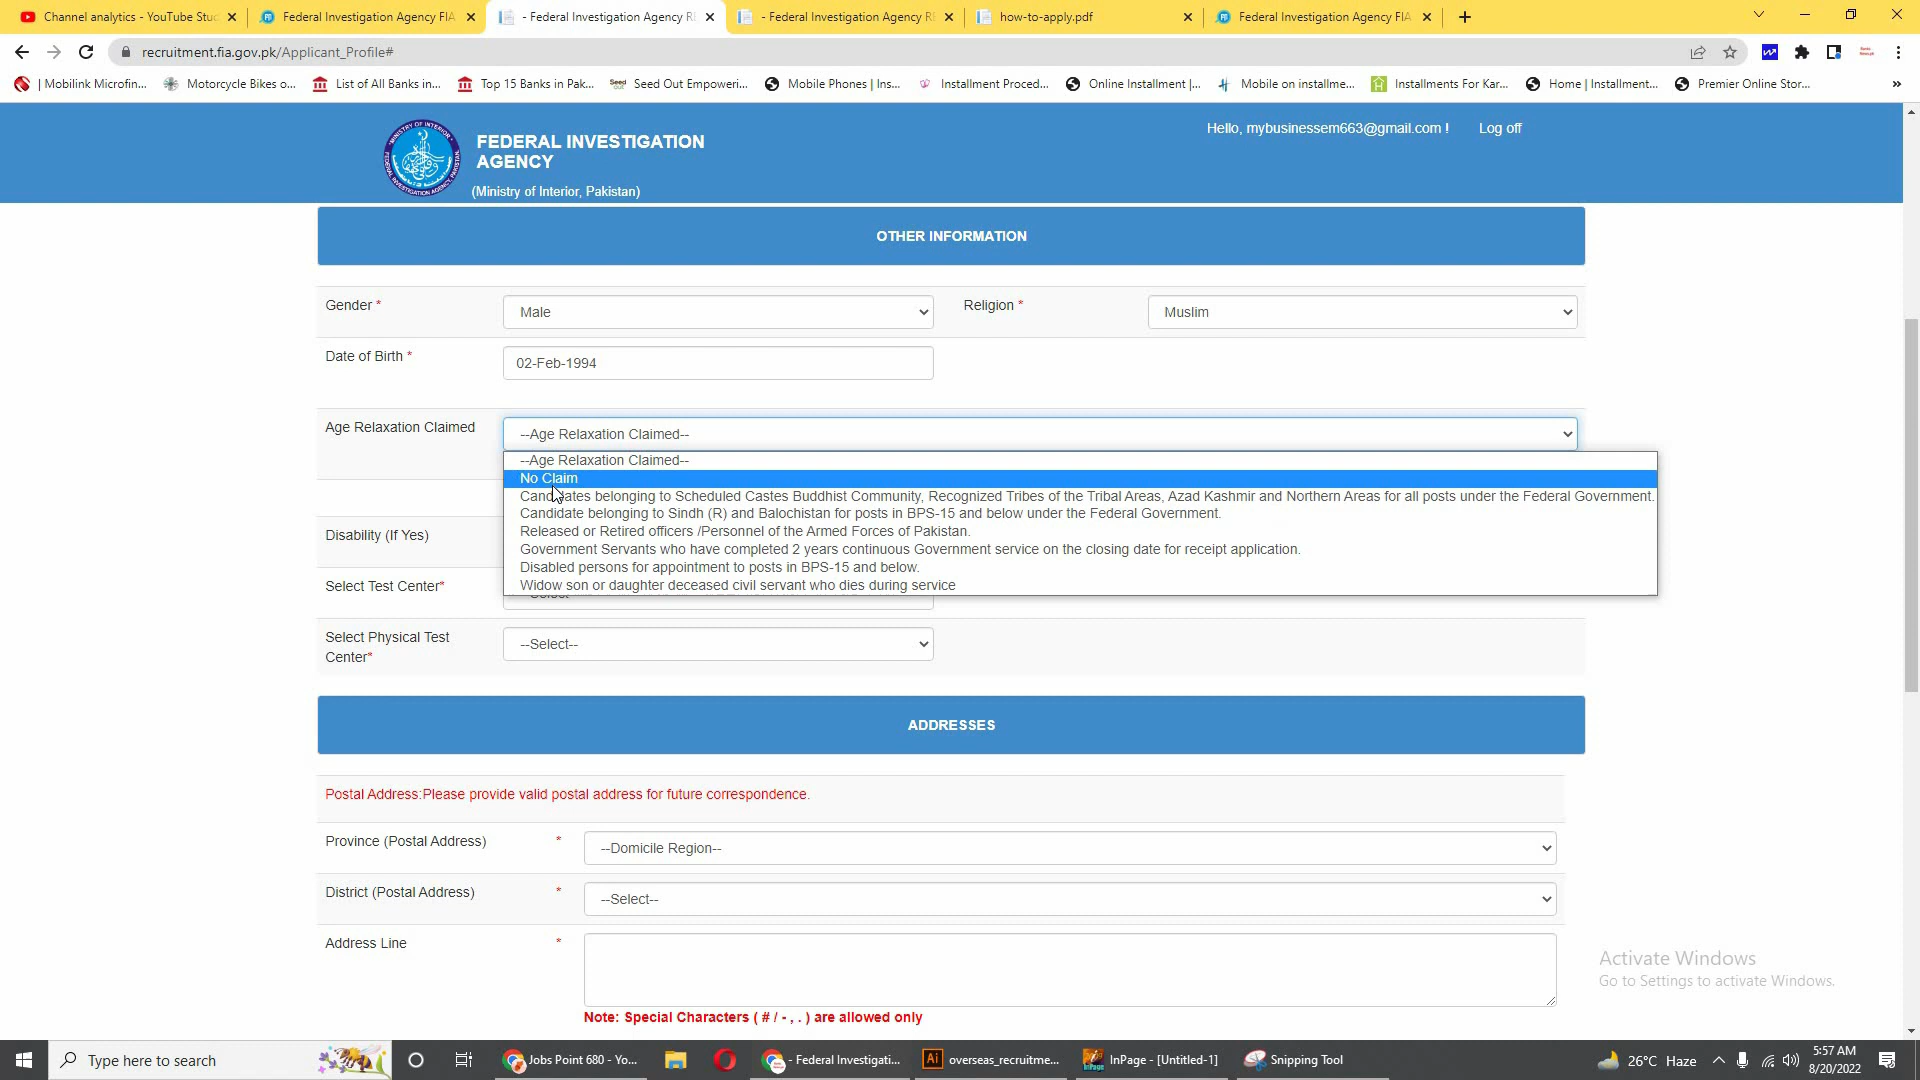 Channel analytics - YouTube Stu
Federal Investigation Agency FIA
- Federal Investigation Agency RE
- Federal Investigation Agency RE
how-to-apply.pdf
Federal Investigation Agency FIA
recruitment.fia.gov.pk/Applicant_Profile#
| Mobilink Microfin...
Motorcycle Bikes o...
List of All Banks in...
Top 15 Banks in Pak...
Seed Out Empoweri...
Mobile Phones | Ins...
Installment Proced...
Online Installment |...
Mobile on installme...
Installments For Kar...
Home | Installment...
Premier Online Stor...
»
FEDERAL INVESTIGATION
AGENCY
(Ministry of Interior, Pakistan)
Hello, mybusinessem663@gmail.com ! Log off
OTHER INFORMATION
Gender * Male Religion * Muslim
Date of Birth * 02-Feb-1994
Age Relaxation Claimed --Age Relaxation Claimed--
--Age Relaxation Claimed--
No Claim
Candidates belonging to Scheduled Castes Buddhist Community, Recognized Tribes of the Tribal Areas, Azad Kashmir and Northern Areas for all posts under the Federal Government.
Candidate belonging to Sindh (R) and Balochistan for posts in BPS-15 and below under the Federal Government.
Released or Retired officers /Personnel of the Armed Forces of Pakistan.
Government Servants who have completed 2 years continuous Government service on the closing date for receipt application.
Disabled persons for appointment to posts in BPS-15 and below.
Widow son or daughter deceased civil servant who dies during service
Disability (If Yes)
Select Test Center*
Select Physical Test
Center*
--Select--
ADDRESSES
Postal Address:Please provide valid postal address for future correspondence.
Province (Postal Address) * --Domicile Region--
District (Postal Address) * --Select--
Address Line *
Note: Special Characters ( # / - , . ) are allowed only
Activate Windows
Go to Settings to activate Windows.
Type here to search
Jobs Point 680 - Yo...
- Federal Investigati...
Ai
overseas_recruitme...
InPage - [Untitled-1]
Snipping Tool
26°C Haze
5:57 AM
8/20/2022